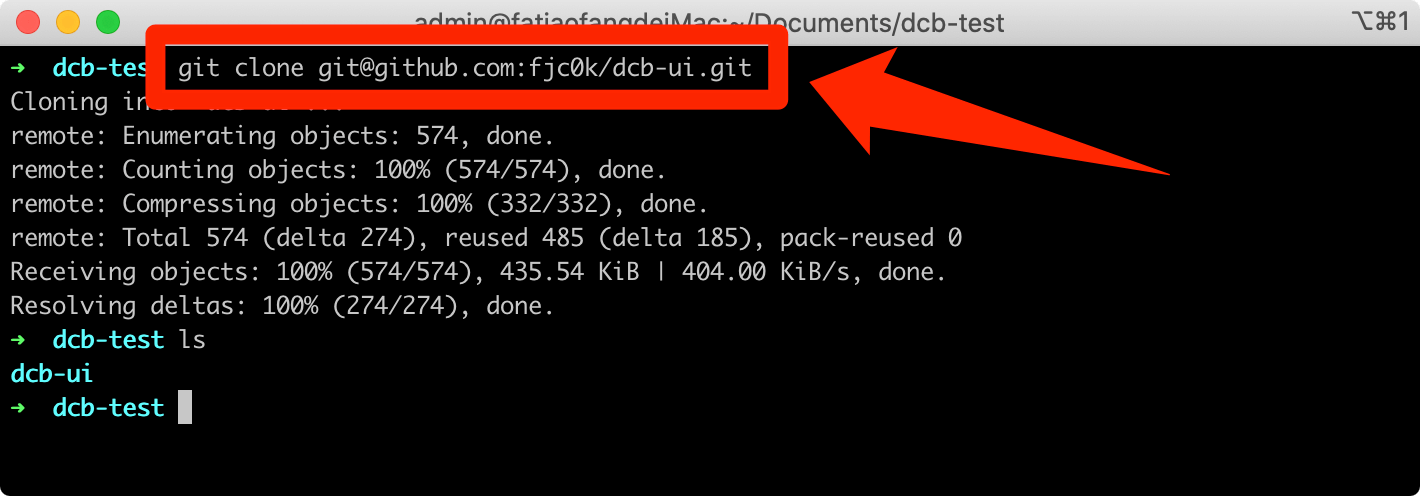 admin@fatiaofangdeiMac:~/Documents/dcb-test ⌥⌘1
➜ dcb-tes git clone git@github.com:fjc0k/dcb-ui.git
Cloning
remote: Enumerating objects: 574, done.
remote: Counting objects: 100% (574/574), done.
remote: Compressing objects: 100% (332/332), done.
remote: Total 574 (delta 274), reused 485 (delta 185), pack-reused 0
Receiving objects: 100% (574/574), 435.54 KiB | 404.00 KiB/s, done.
Resolving deltas: 100% (274/274), done.
➜ dcb-test ls
dcb-ui
➜ dcb-test